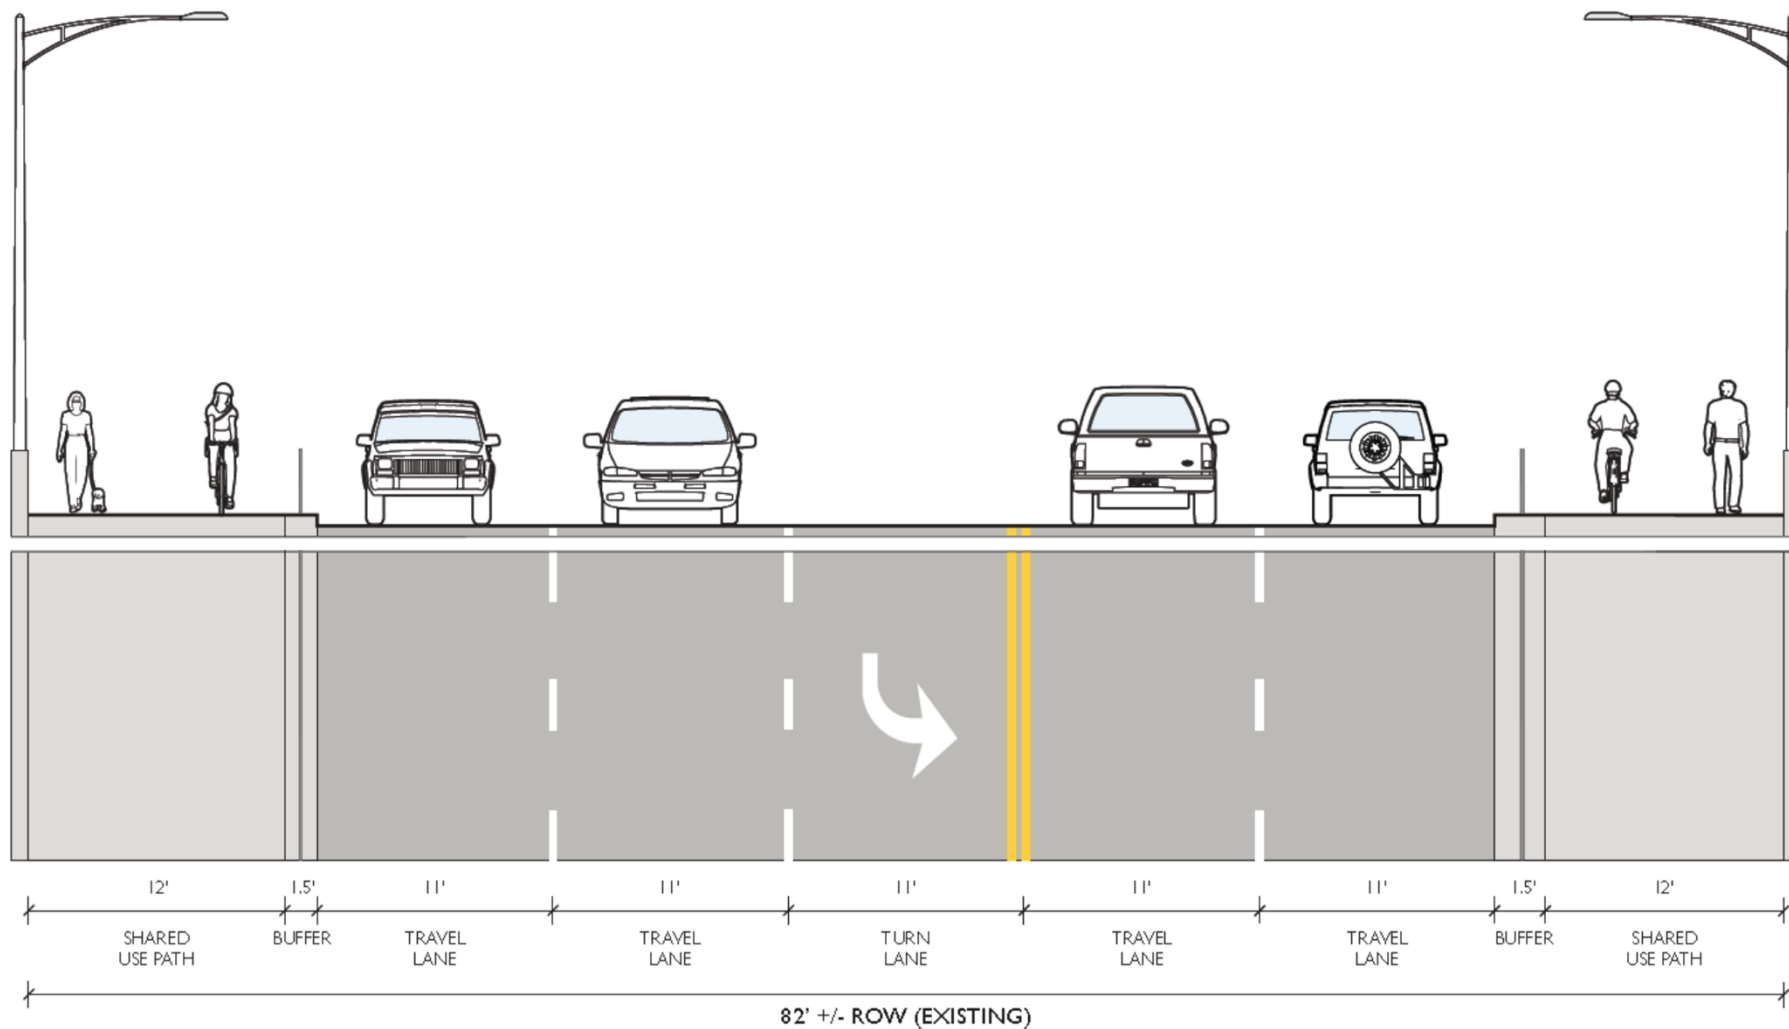 12' 1.5' 11' 11' 11' 11' 11' 1.5' 12'
SHARED BUFFER TRAVEL TRAVEL TURN TRAVEL TRAVEL BUFFER SHARED
USE PATH LANE LANE LANE LANE LANE USE PATH
82' +/- ROW (EXISTING)